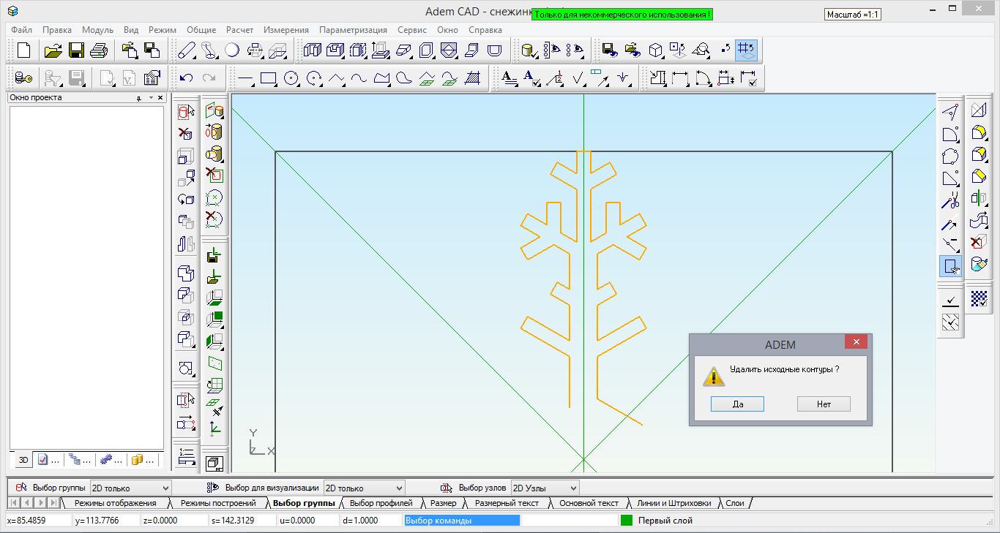 Adem CAD - снежинк
Только для некоммерческого использования !
Масштаб =1:1
Файл Правка Модуль Вид Режим Общие Расчет Измерения Параметризация Сервис Окно Справка
Окно проекта
ADEM
Удалить исходные контуры ?
Да Нет
Y
Z X
3D ... ... ... ...
Выбор группы 2D только Выбор для визуализации 2D только Выбор узлов 2D Узлы
Режимы отображения Режимы построений Выбор группы Выбор профилей Размер Размерный текст Основной текст Линии и Штриховки Слои
x=85.4859 y=113.7766 z=0.0000 s=142.3129 u=0.0000 d=1.0000 Выбор команды Первый слой